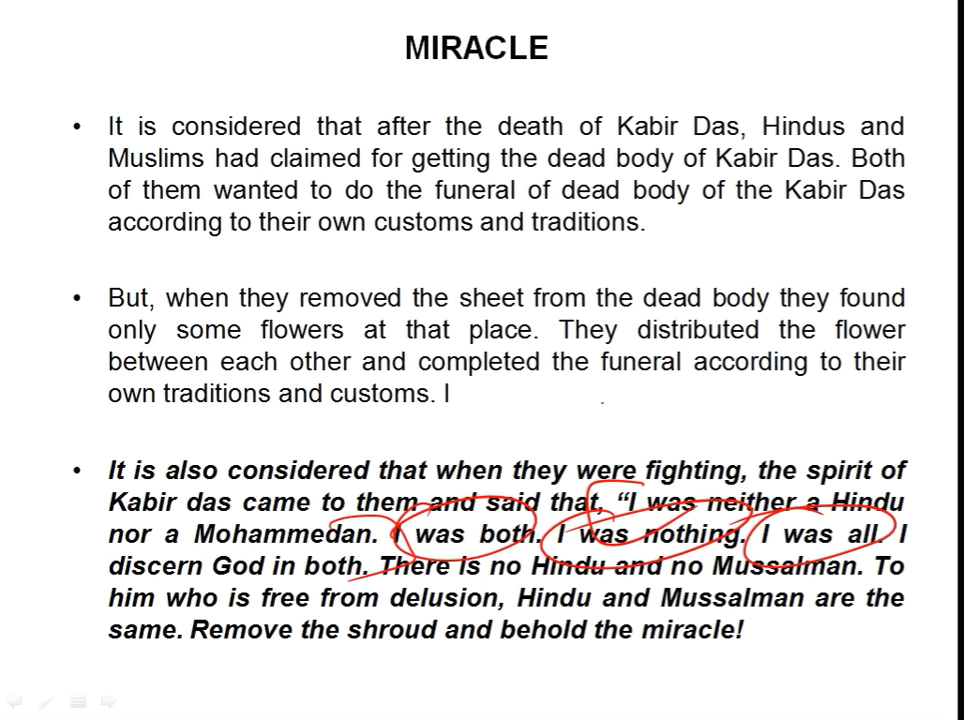 MIRACLE
• It is considered that after the death of Kabir Das, Hindus and
Muslims had claimed for getting the dead body of Kabir Das. Both
of them wanted to do the funeral of dead body of the Kabir Das
according to their own customs and traditions.
• But, when they removed the sheet from the dead body they found
only some flowers at that place. They distributed the flower
between each other and completed the funeral according to their
own traditions and customs. I
• It is also considered that when they were fighting, the spirit of
Kabir das came to them and said that, “I was neither a Hindu
nor a Mohammedan. I was both. I was nothing. I was all. I
discern God in both. There is no Hindu and no Mussalman. To
him who is free from delusion, Hindu and Mussalman are the
same. Remove the shroud and behold the miracle!